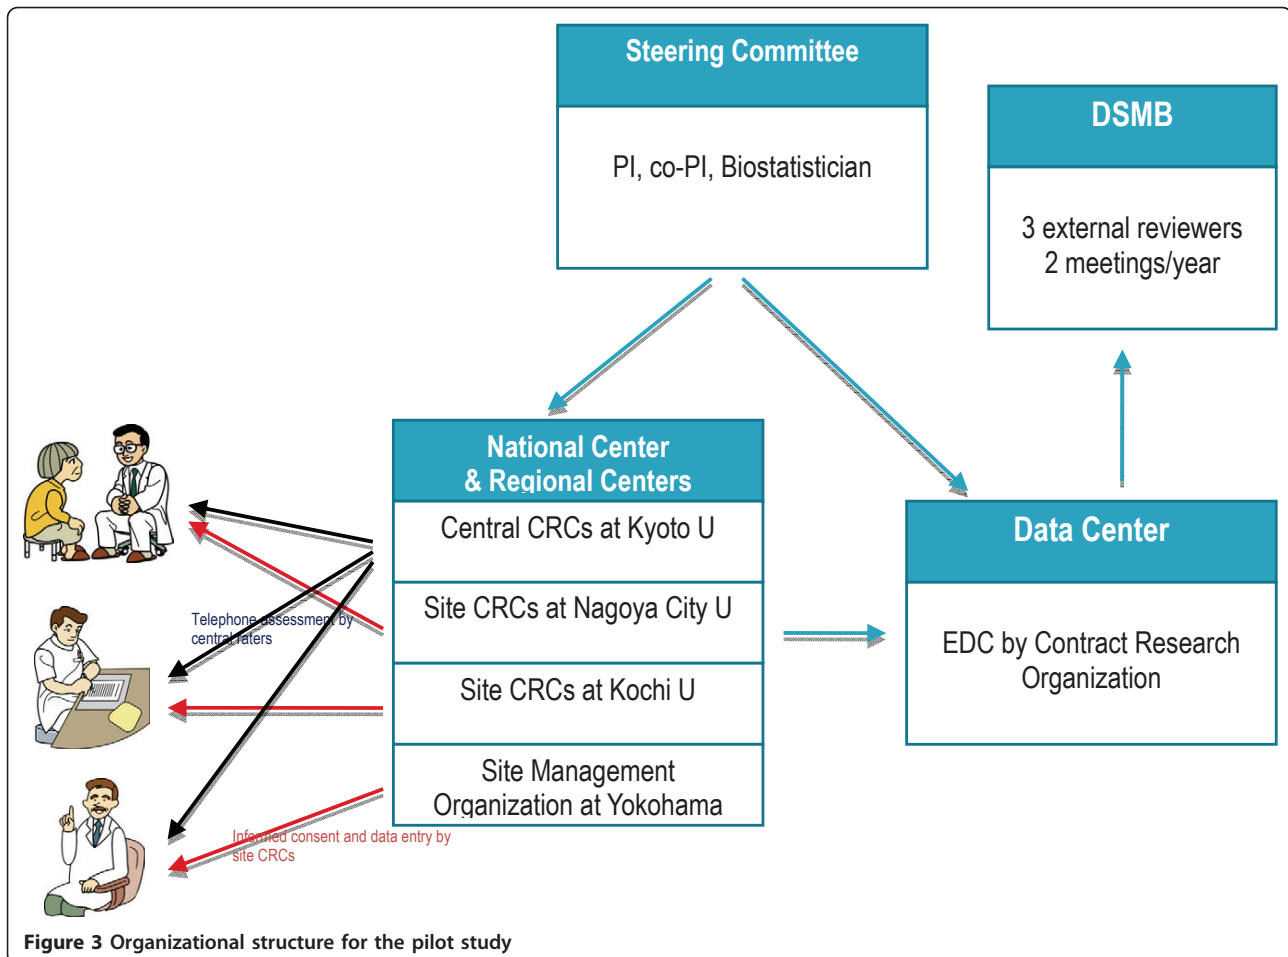 Steering Committee
PI, co-PI, Biostatistician
DSMB
3 external reviewers
2 meetings/year
National Center
& Regional Centers
Central CRCs at Kyoto U
Site CRCs at Nagoya City U
Site CRCs at Kochi U
Site Management
Organization at Yokohama
Data Center
EDC by Contract Research
Organization
Telephone assessment by
central raters
Informed consent and data entry by
site CRCs
Figure 3 Organizational structure for the pilot study